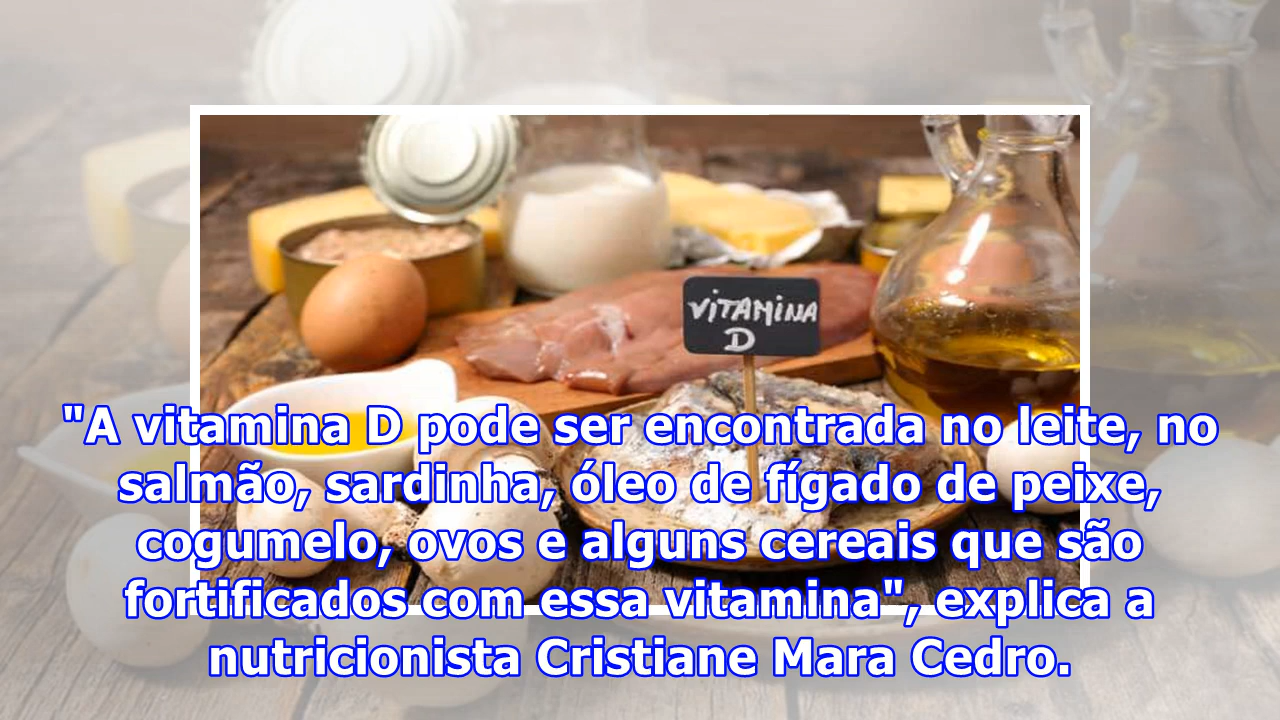 VITAMINA
D
"A vitamina D pode ser encontrada no leite, no
salmão, sardinha, óleo de fígado de peixe,
cogumelo, ovos e alguns cereais que são
fortificados com essa vitamina", explica a
nutricionista Cristiane Mara Cedro.